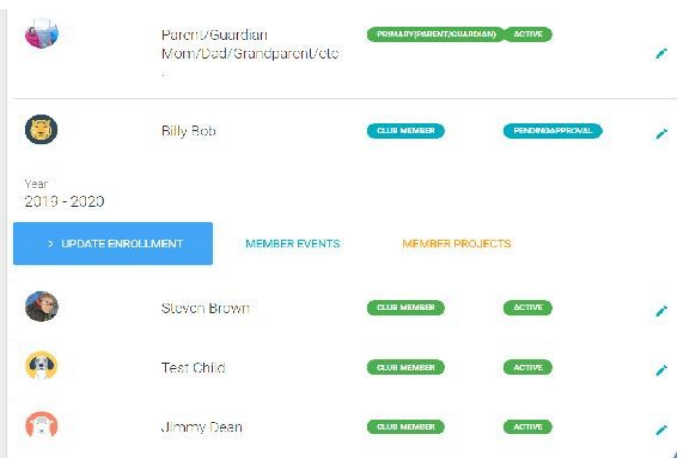 Parent/Guardian PRIMARY(PARENT/GUARDIAN) ACTIVE
Mom/Dad/Grandparent/etc
.
Billy Bob CLUB MEMBER PENDINGAPPROVAL
Year
2019 - 2020
> UPDATE ENROLLMENT MEMBER EVENTS MEMBER PROJECTS
Steven Brown CLUB MEMBER ACTIVE
Test Child CLUB MEMBER ACTIVE
Jimmy Dean CLUB MEMBER ACTIVE